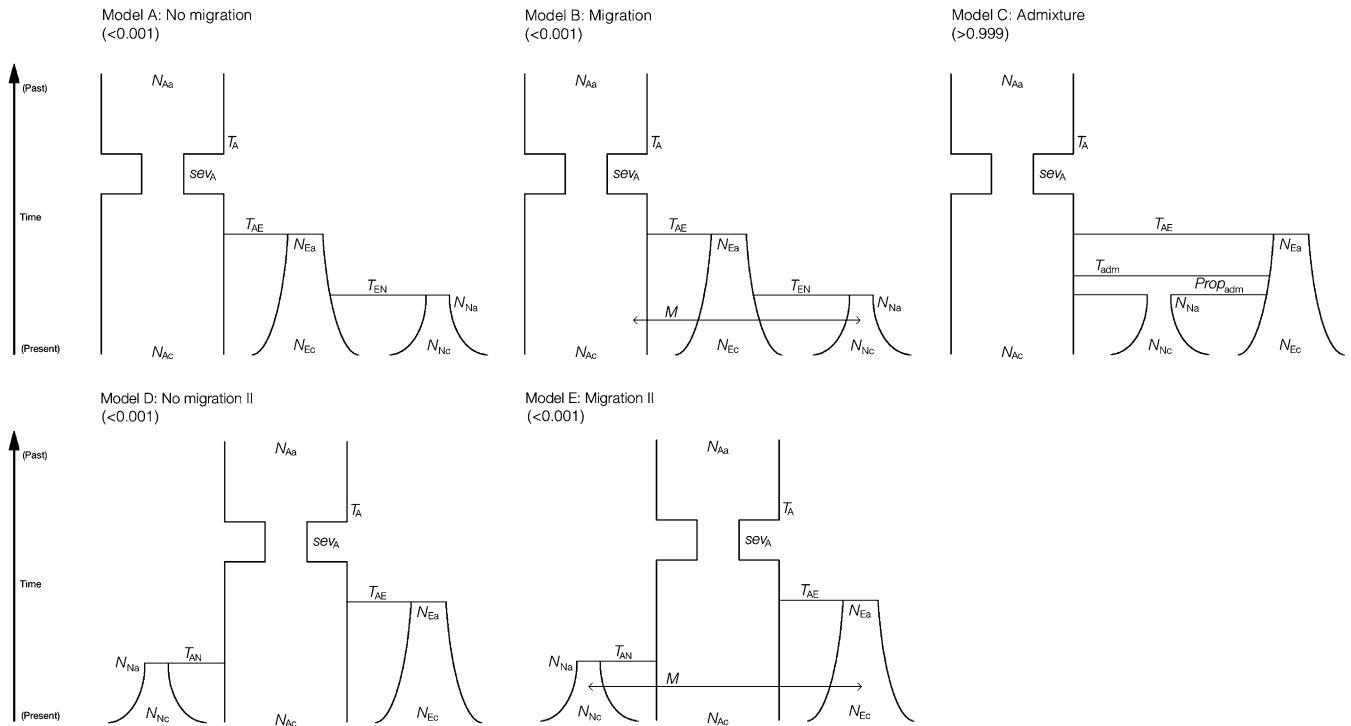 Model A: No migration
(<0.001)
Model B: Migration
(<0.001)
Model C: Admixture
(>0.999)
(Past)
Time
(Present)
NAa
TA
sevA
TAE
NEa
TEN
NNa
NAc
NEc
NNc
NAa
TA
sevA
TAE
NEa
TEN
NNa
M
NAc
NEc
NNc
NAa
TA
sevA
TAE
NEa
Tadm
Propadm
NNa
NAc
NNc
NEc
Model D: No migration II
(<0.001)
Model E: Migration II
(<0.001)
(Past)
Time
(Present)
NAa
TA
sevA
TAE
NEa
NNa
TAN
NNc
NAc
NEc
NAa
TA
sevA
TAE
NEa
NNa
TAN
M
NNc
NAc
NEc